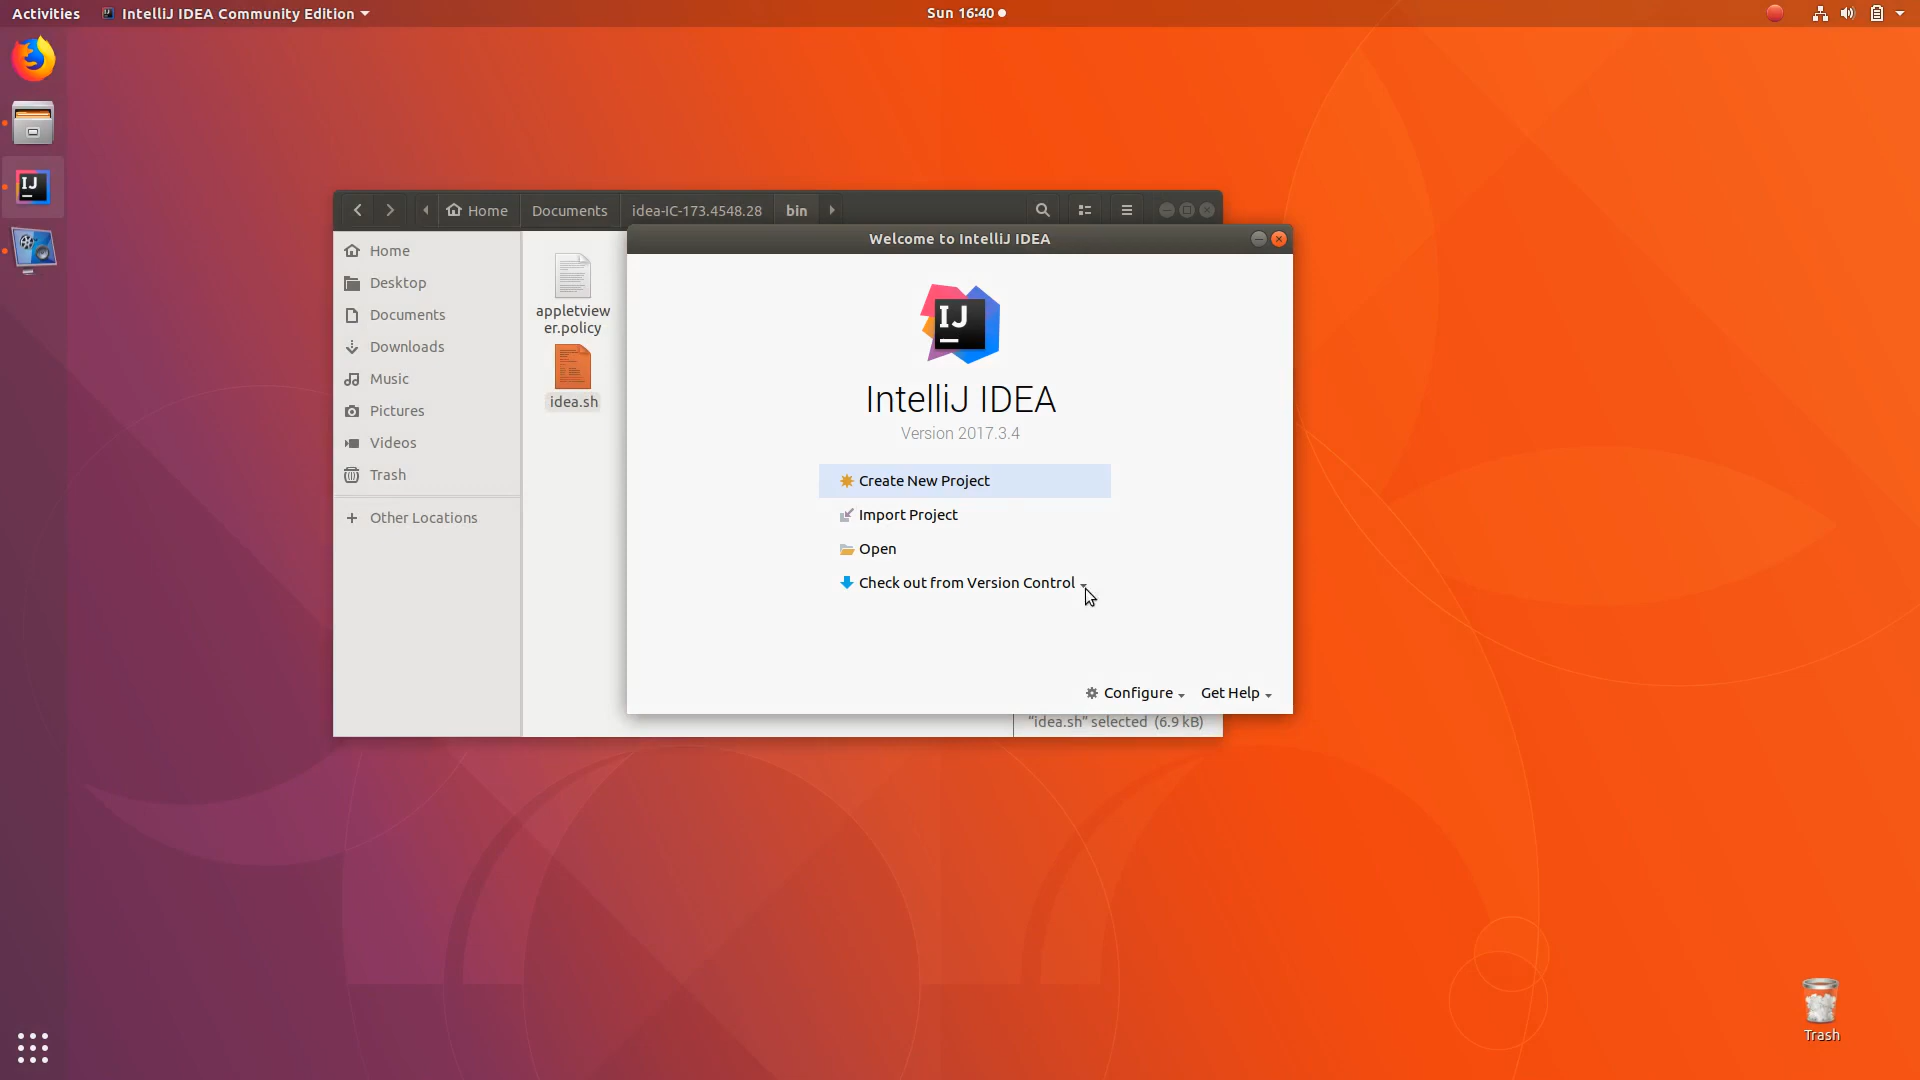 Activities
IntelliJ IDEA Community Edition
Sun 16:40
Home
Documents
idea-IC-173.4548.28
bin
Home
Desktop
Documents
Downloads
Music
Pictures
Videos
Trash
Other Locations
appletview
er.policy
idea.sh
Welcome to IntelliJ IDEA
IJ
IntelliJ IDEA
Version 2017.3.4
Create New Project
Import Project
Open
Check out from Version Control
Configure
Get Help
“idea.sh” selected (6.9 kB)
Trash